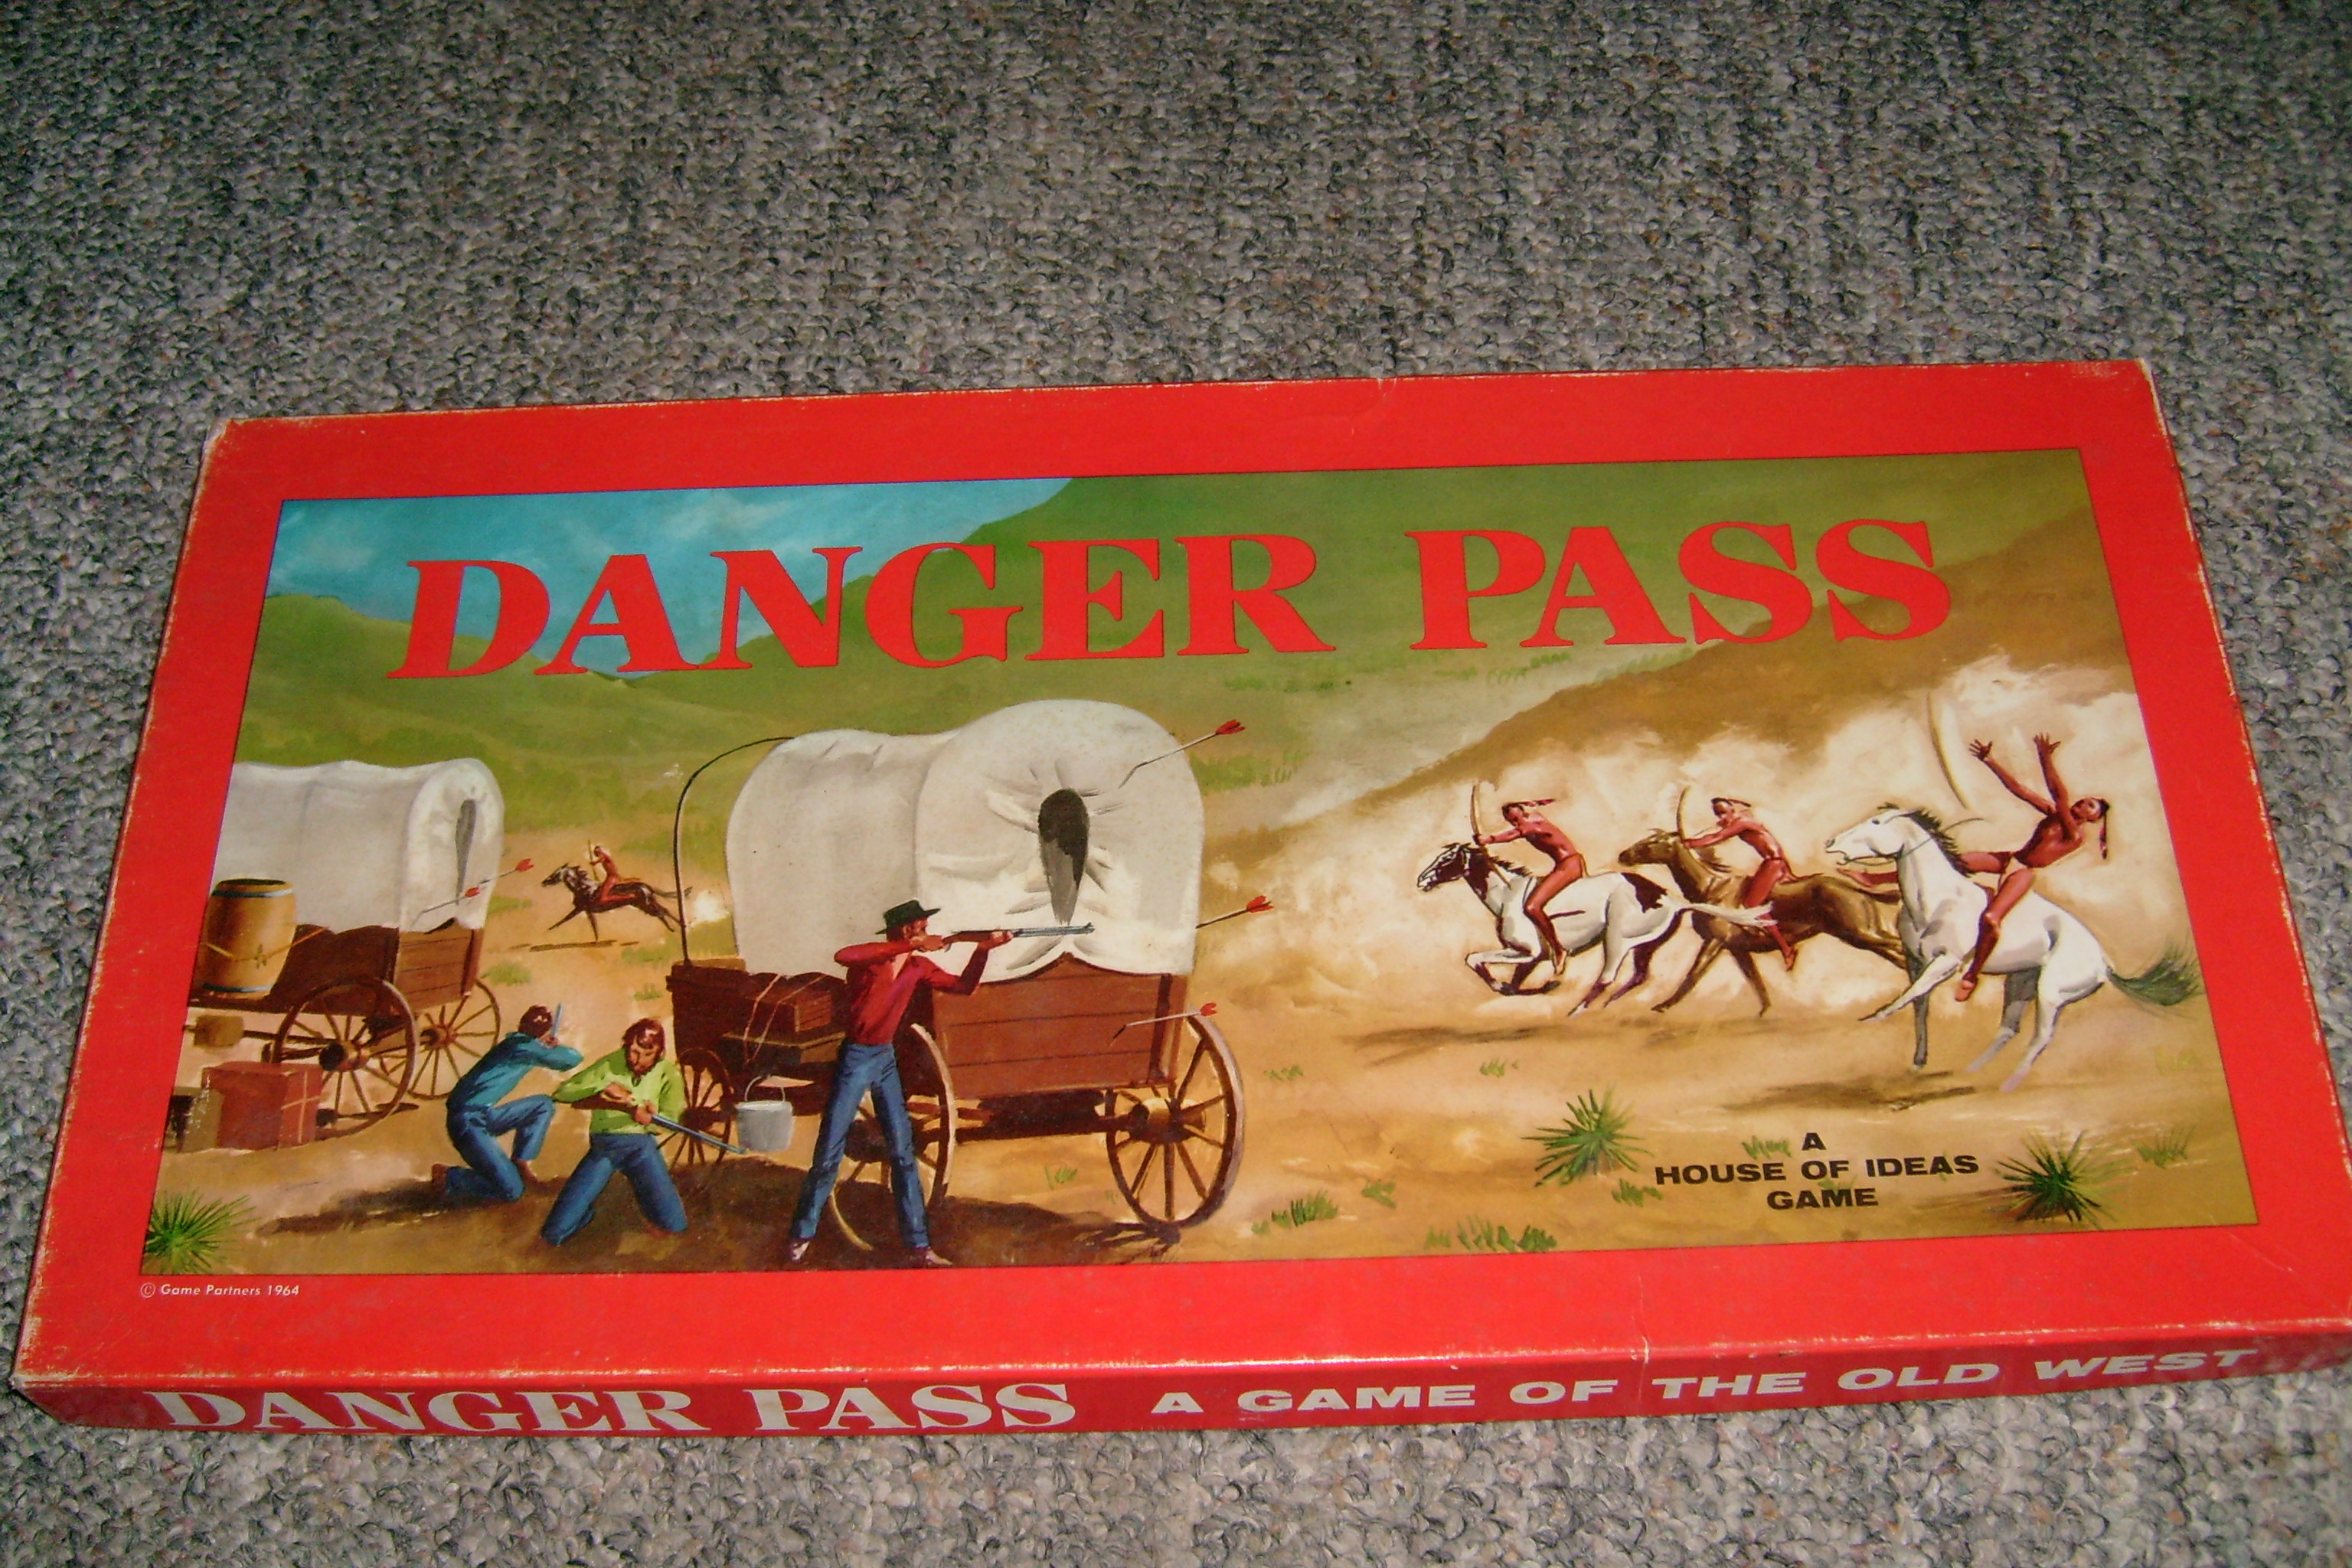 DANGER PASS
A
HOUSE OF IDEAS
GAME
© Game Partners 1964
DANGER PASS A GAME OF THE OLD WEST